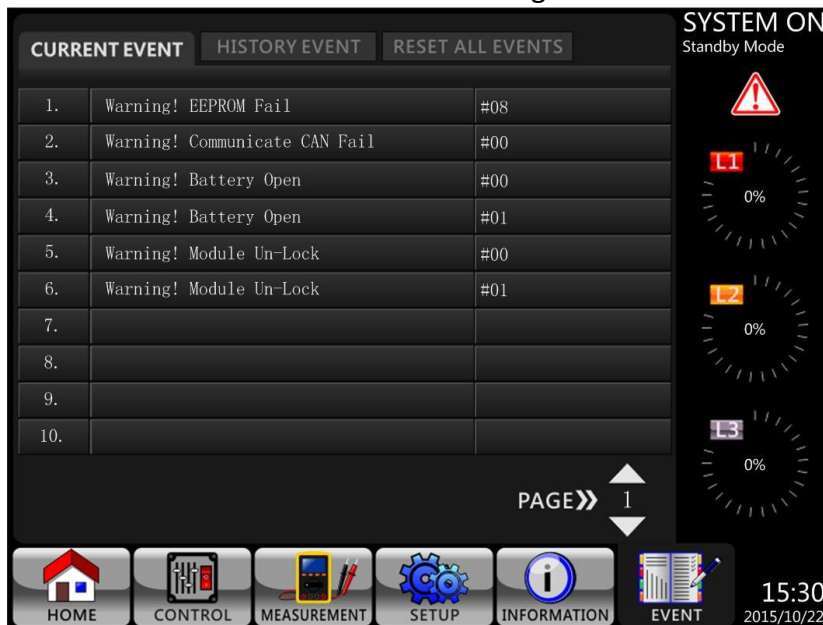 SYSTEM ON
Standby Mode
CURRENT EVENT HISTORY EVENT RESET ALL EVENTS
1. Warning! EEPROM Fail #08
2. Warning! Communicate CAN Fail #00
3. Warning! Battery Open #00
4. Warning! Battery Open #01
5. Warning! Module Un-Lock #00
6. Warning! Module Un-Lock #01
7.
8.
9.
10.
L1
0%
L2
0%
L3
0%
PAGE» 1
HOME CONTROL MEASUREMENT SETUP INFORMATION EVENT
15:30
2015/10/22